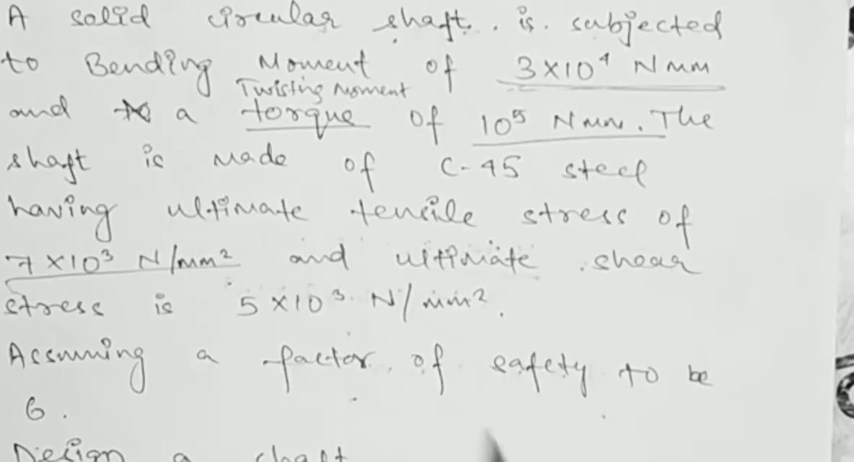 A solid circular shaft. is. subjected
to Bending Moment of 3×10⁴ N mm
Twisting Moment
and a torque of 10⁵ N mm. The
shaft is made of C-45 steel
having ultimate tensile stress of
7×10³ N/mm² and ultimate shear
stress is 5×10³ N/mm².
Assuming a factor of safety to be
6.
Design a shaft